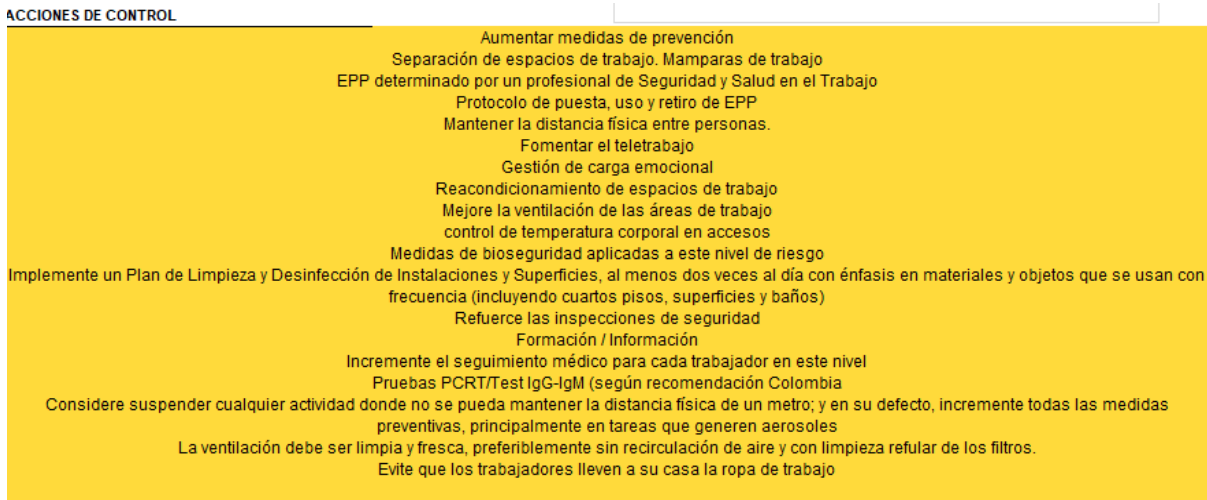 ACCIONES DE CONTROL
Aumentar medidas de prevención
Separación de espacios de trabajo. Mamparas de trabajo
EPP determinado por un profesional de Seguridad y Salud en el Trabajo
Protocolo de puesta, uso y retiro de EPP
Mantener la distancia física entre personas.
Fomentar el teletrabajo
Gestión de carga emocional
Reacondicionamiento de espacios de trabajo
Mejore la ventilación de las áreas de trabajo
control de temperatura corporal en accesos
Medidas de bioseguridad aplicadas a este nivel de riesgo
Implemente un Plan de Limpieza y Desinfección de Instalaciones y Superficies, al menos dos veces al día con énfasis en materiales y objetos que se usan con
frecuencia (incluyendo cuartos pisos, superficies y baños)
Refuerce las inspecciones de seguridad
Formación / Información
Incremente el seguimiento médico para cada trabajador en este nivel
Pruebas PCRT/Test IgG-IgM (según recomendación Colombia
Considere suspender cualquier actividad donde no se pueda mantener la distancia física de un metro; y en su defecto, incremente todas las medidas
preventivas, principalmente en tareas que generen aerosoles
La ventilación debe ser limpia y fresca, preferiblemente sin recirculación de aire y con limpieza refular de los filtros.
Evite que los trabajadores lleven a su casa la ropa de trabajo